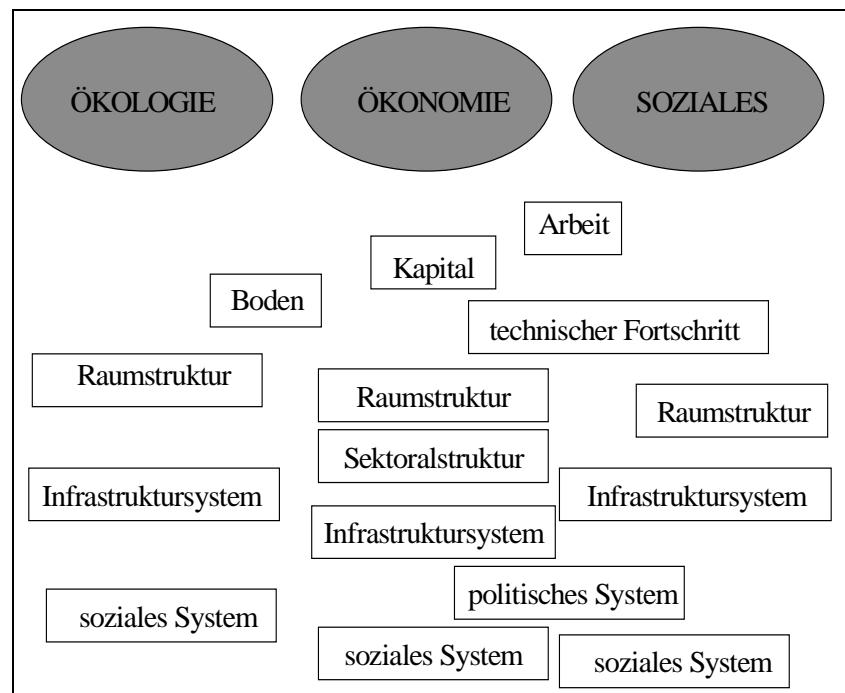 ÖKOLOGIE
ÖKONOMIE
SOZIALES
Arbeit
Kapital
Boden
technischer Fortschritt
Raumstruktur
Raumstruktur
Raumstruktur
Sektoralstruktur
Infrastruktursystem
Infrastruktursystem
Infrastruktursystem
politisches System
soziales System
soziales System
soziales System